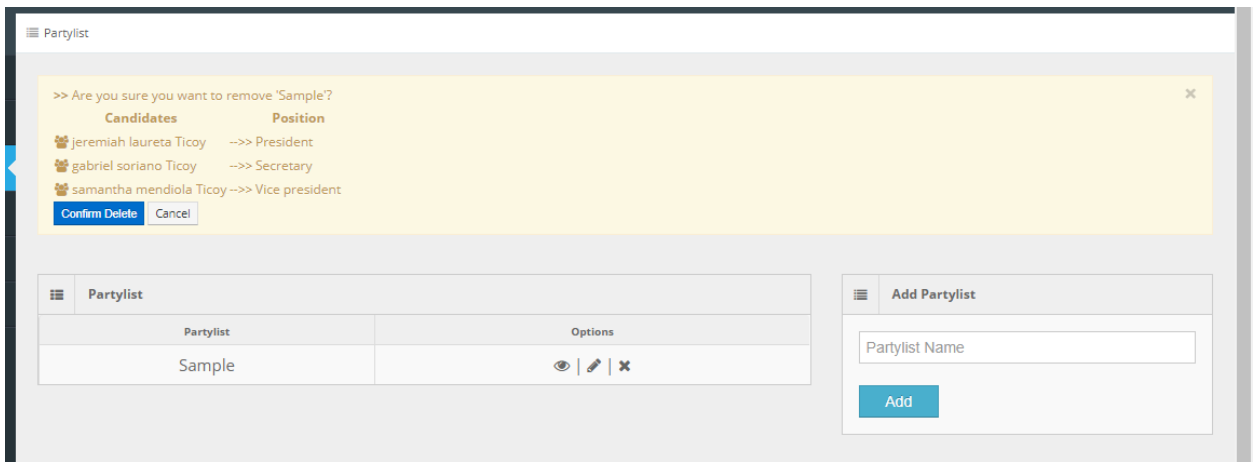 Partylist
>> Are you sure you want to remove 'Sample'?
Candidates Position
jeremiah laureta Ticoy -->> President
gabriel soriano Ticoy -->> Secretary
samantha mendiola Ticoy -->> Vice president
Confirm Delete Cancel
Partylist
Partylist Options
Sample | |
Add Partylist
Partylist Name
Add